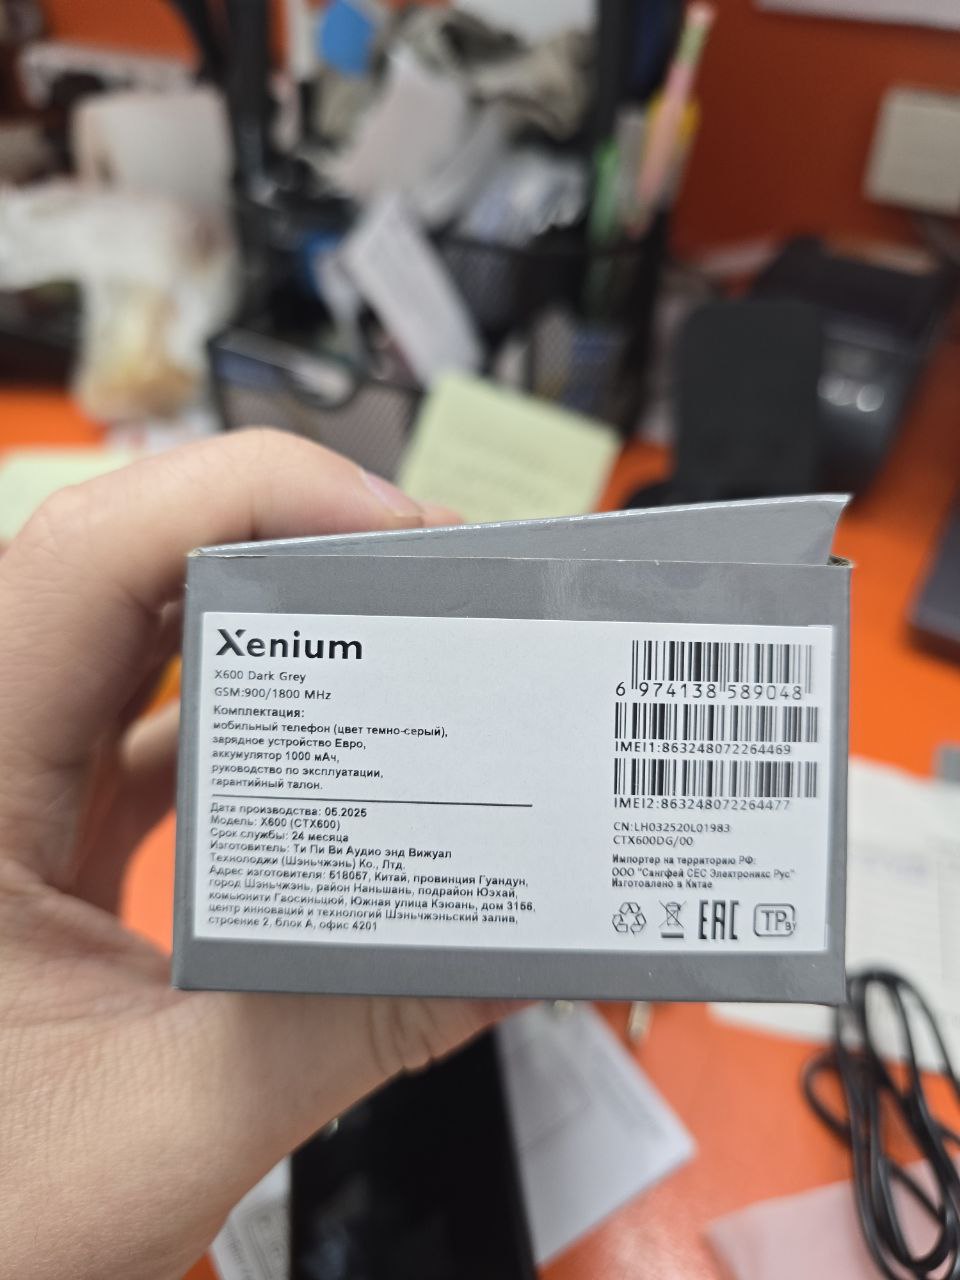 Xenium
X600 Dark Grey
GSM:900/1800 MHz
Комплектация:
мобильный телефон (цвет темно-серый),
зарядное устройство Евро,
аккумулятор 1000 мАч,
руководство по эксплуатации,
гарантийный талон.
Дата производства: 05.2025
Модель: X600 (CTX600)
Срок службы: 24 месяца
Изготовитель: Ти Пи Ви Аудио энд Вижуал
Технолоджи (Шэньчжэнь) Ко., Лтд.
Адрес изготовителя: 518057, Китай, провинция Гуандун,
город Шэньчжэнь, район Наньшань, подрайон Юэхай,
комьюнити Гаосиньцюй, Южная улица Кэюань, дом 3156,
центр инноваций и технологий Шэньчжэньский залив,
строение 2, блок А, офис 4201
6 974138 589048
IMEI1:863248072264469
IMEI2:863248072264477
CN:LH032520L01983
CTX600DG/00
Импортер на территорию РФ:
ООО "Сангфей СЕС Электроникс Рус"
Изготовлено в Китае
EAC
TP BY